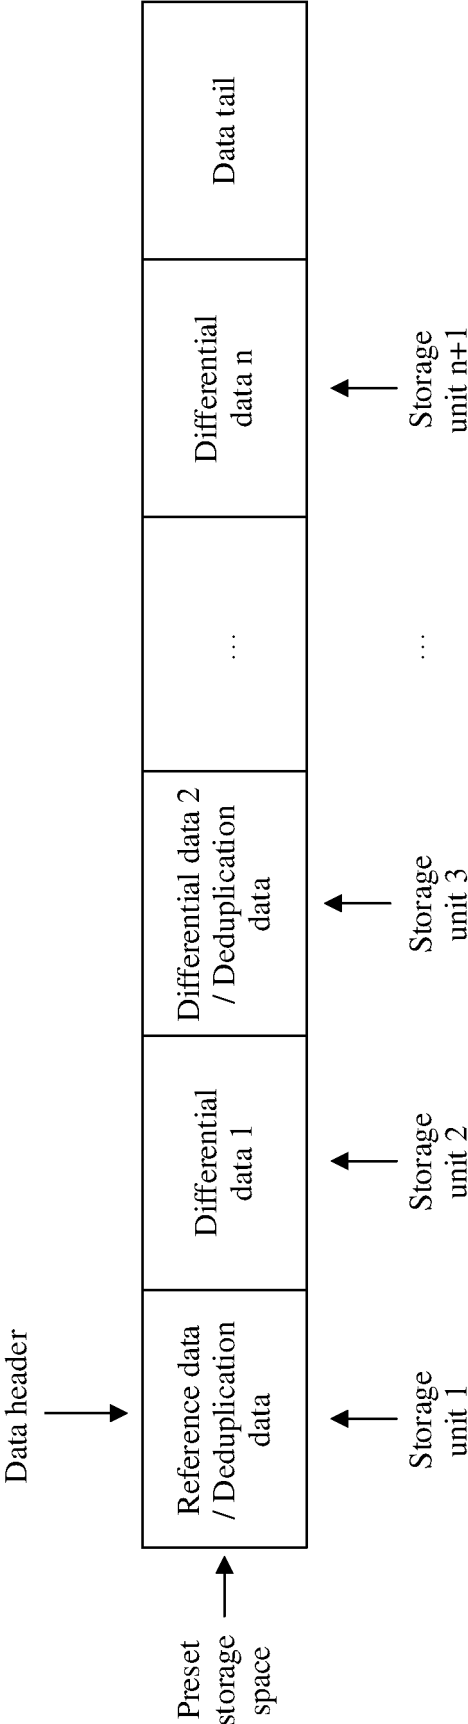 Data header
Preset
storage
space
Reference data
/ Deduplication
data
Differential
data 1
Differential data 2
/ Deduplication
data
...
Differential
data n
Data tail
Storage
unit 1
Storage
unit 2
Storage
unit 3
...
Storage
unit n+1